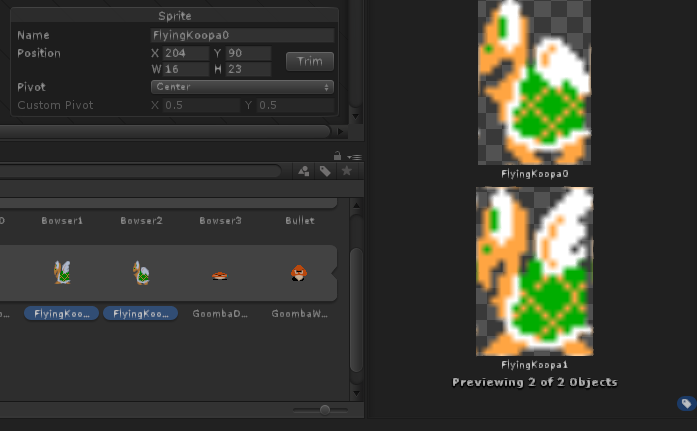 Sprite
Name FlyingKoopa0
Position X 204 Y 90
W 16 H 23 Trim
Pivot Center
Custom Pivot X 0.5 Y 0.5
FlyingKoopa0
Bowser1 Bowser2 Bowser3 Bullet
FlyingKoo... FlyingKoo... GoombaD... GoombaW...
FlyingKoopa1
Previewing 2 of 2 Objects